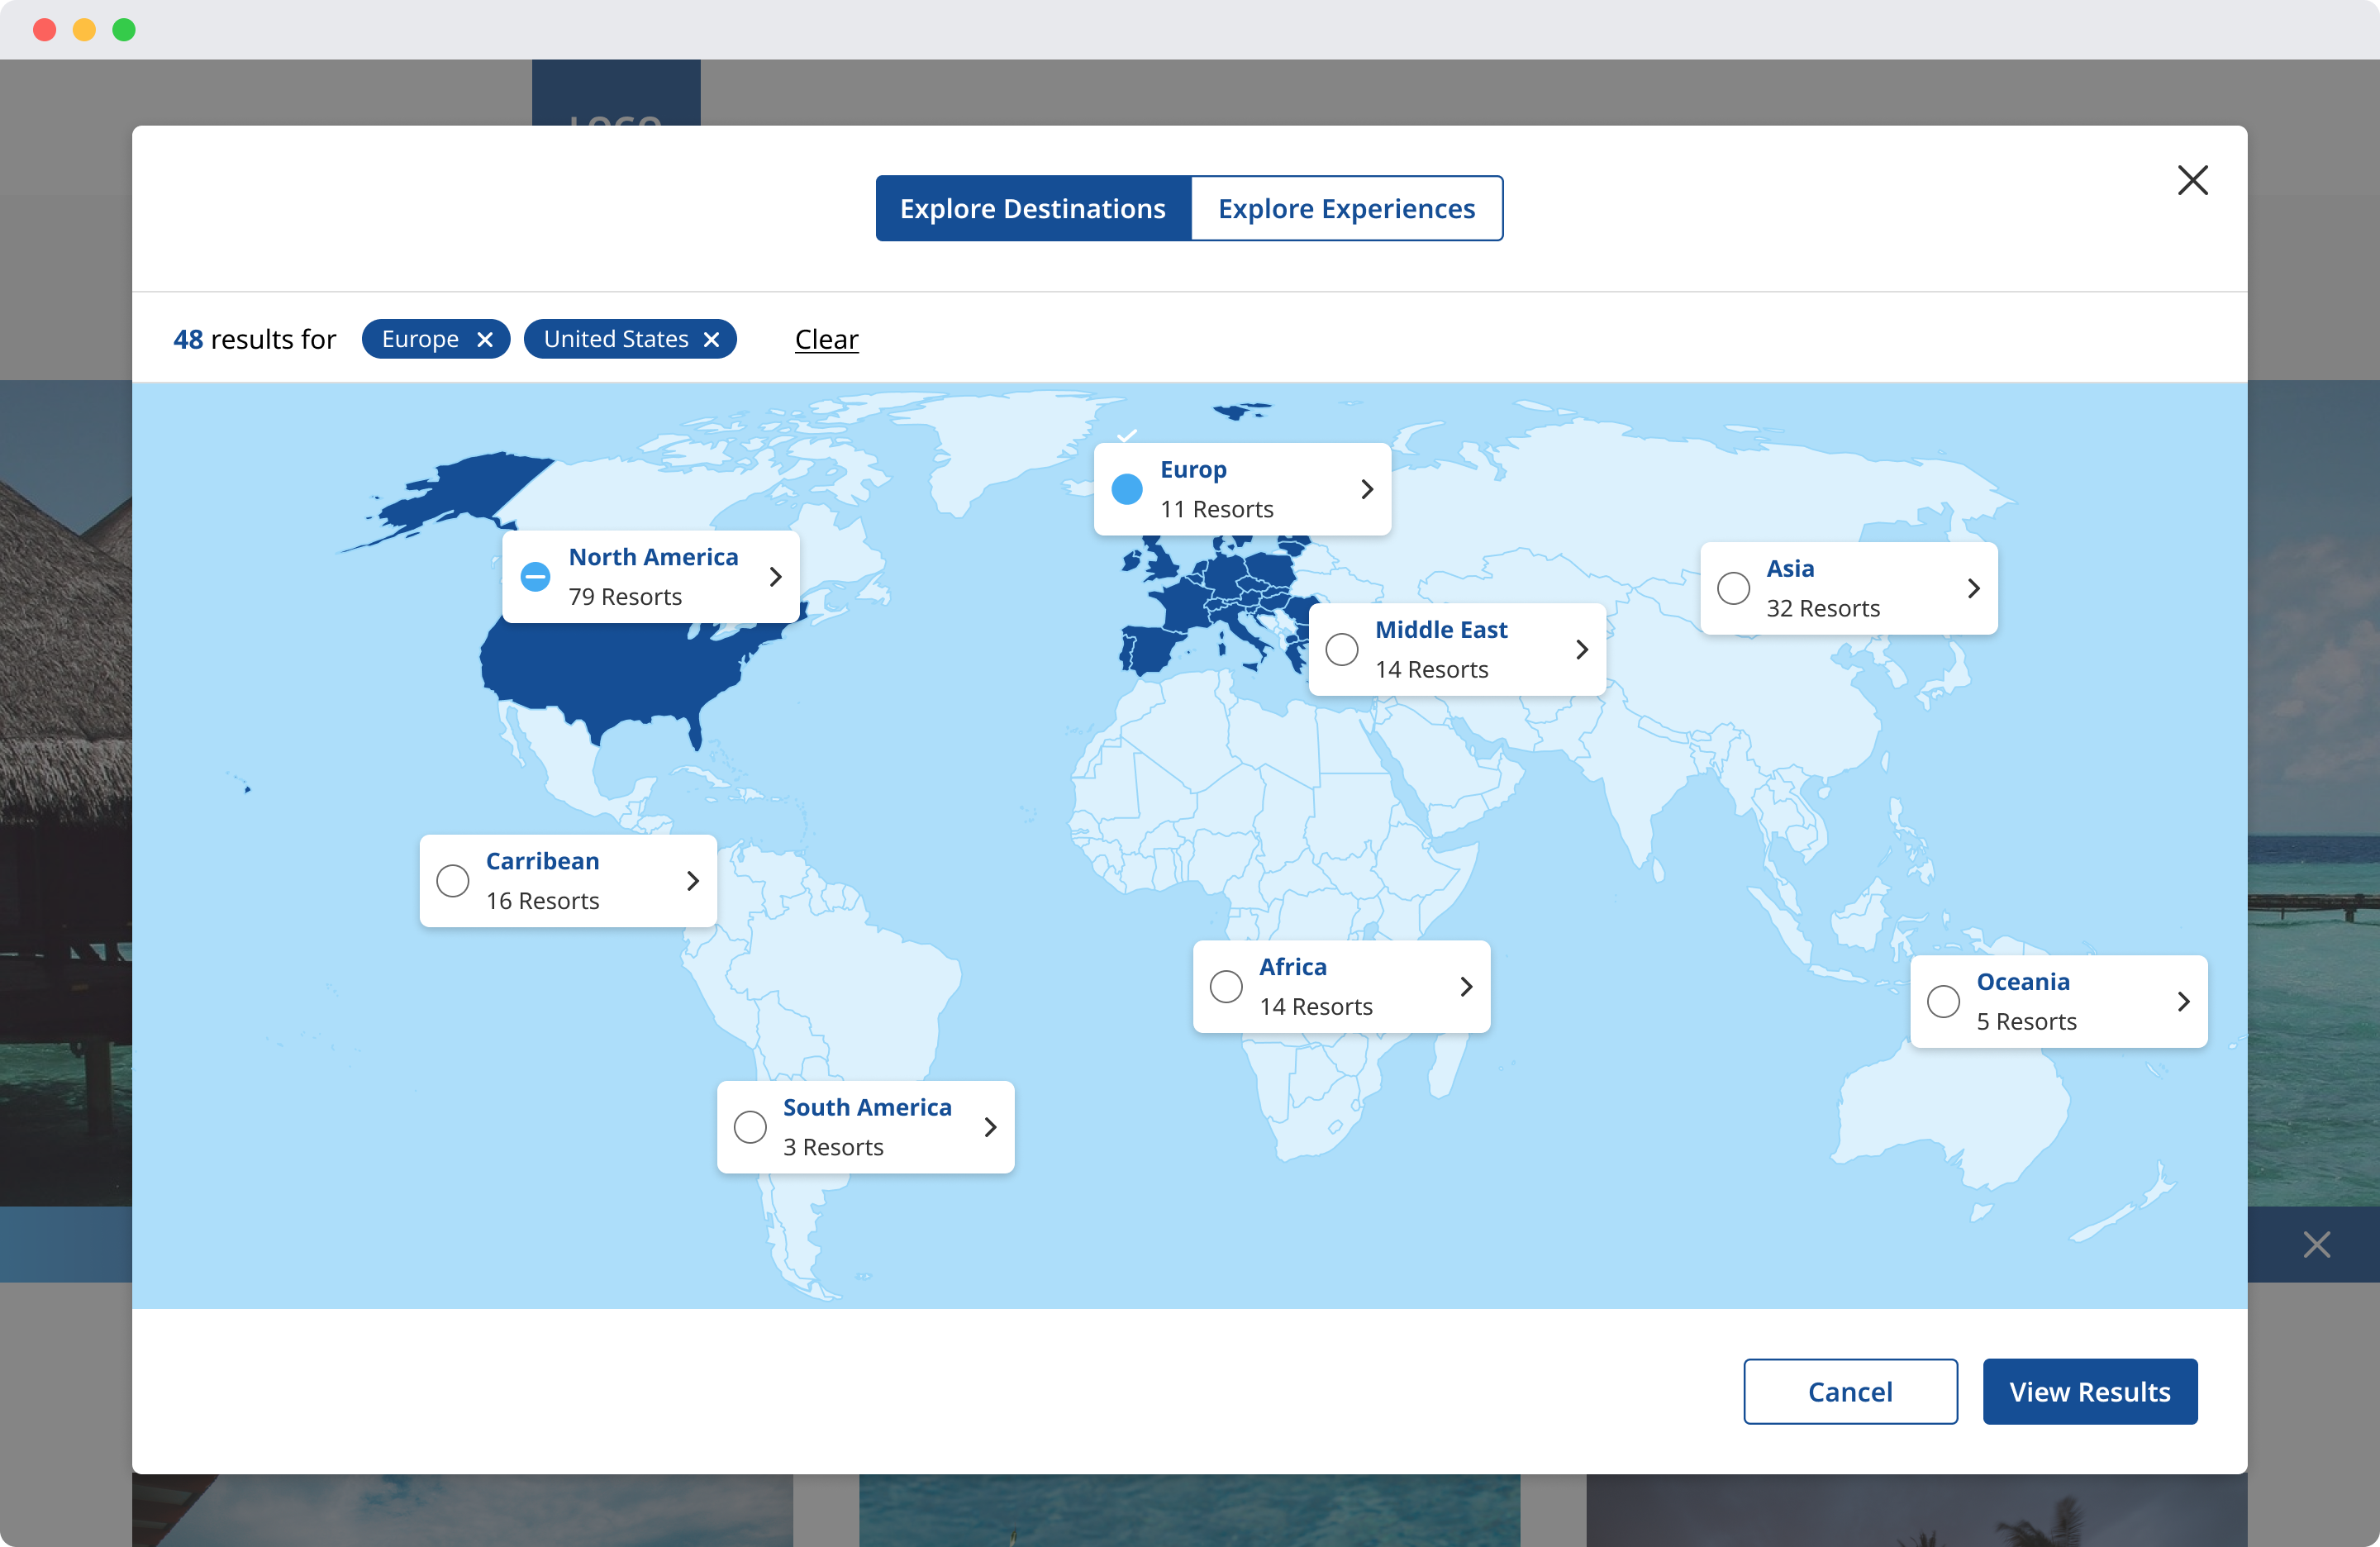 Explore Destinations
Explore Experiences
48 results for
Europe
United States
Clear
Europ
11 Resorts
North America
79 Resorts
Asia
32 Resorts
Middle East
14 Resorts
Carribean
16 Resorts
Africa
14 Resorts
Oceania
5 Resorts
South America
3 Resorts
Cancel
View Results